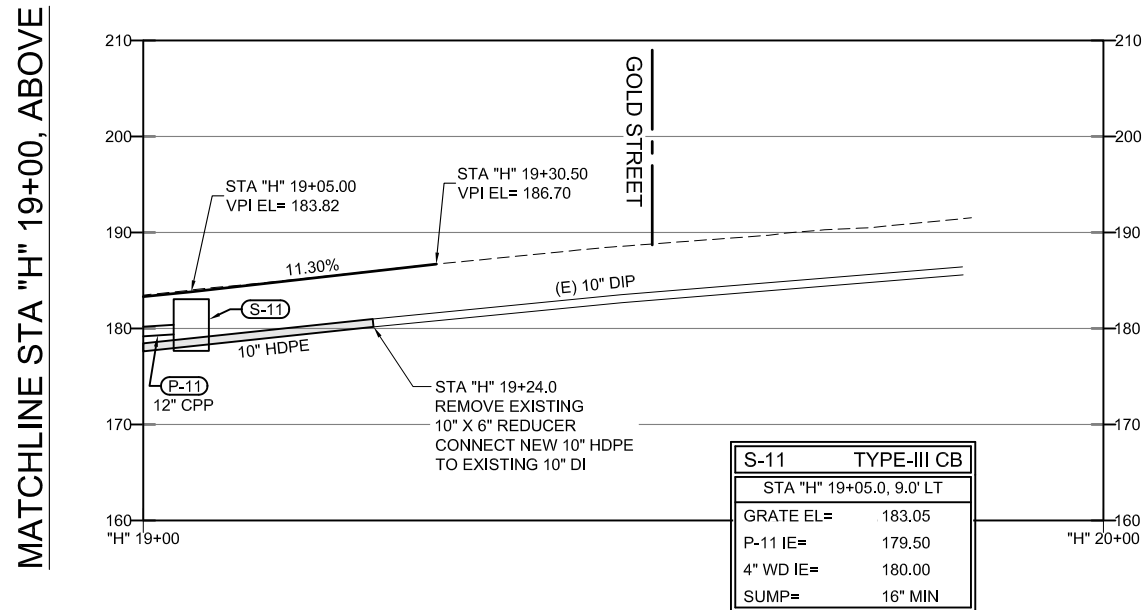 MATCHLINE STA "H" 19+00, ABOVE
210
210
200
200
190
190
180
180
170
170
160
160
"H" 19+00
"H" 20+00
GOLD STREET
STA "H" 19+05.00
VPI EL= 183.82
STA "H" 19+30.50
VPI EL= 186.70
11.30%
(E) 10" DIP
S-11
10" HDPE
P-11
12" CPP
STA "H" 19+24.0
REMOVE EXISTING
10" X 6" REDUCER
CONNECT NEW 10" HDPE
TO EXISTING 10" DI
S-11 TYPE-III CB
STA "H" 19+05.0, 9.0' LT
GRATE EL= 183.05
P-11 IE= 179.50
4" WD IE= 180.00
SUMP= 16" MIN